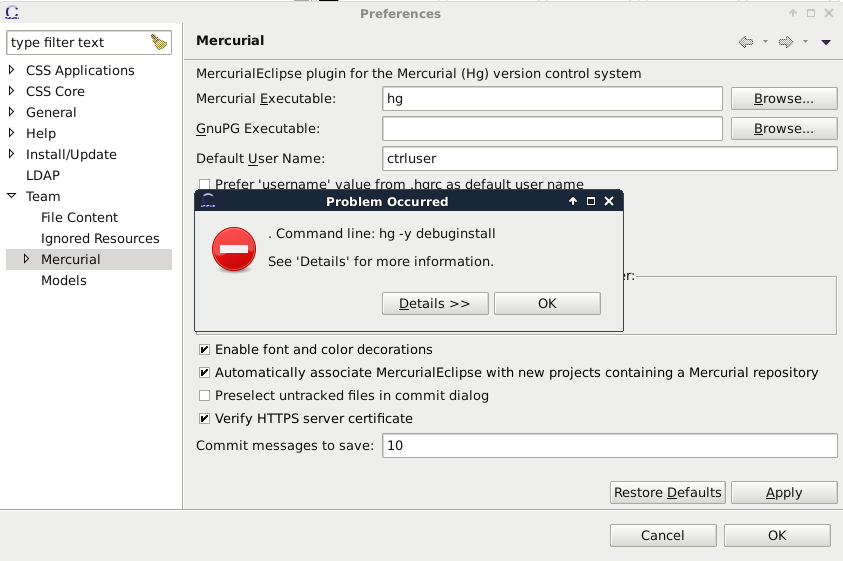 Preferences
type filter text
CSS Applications
CSS Core
General
Help
Install/Update
LDAP
Team
File Content
Ignored Resources
Mercurial
Models
Mercurial
MercurialEclipse plugin for the Mercurial (Hg) version control system
Mercurial Executable: hg Browse...
GnuPG Executable: Browse...
Default User Name: ctrluser
Prefer 'username' value from .hgrc as default user name
Problem Occurred
. Command line: hg -y debuginstall
See 'Details' for more information.
Details >> OK
Enable font and color decorations
Automatically associate MercurialEclipse with new projects containing a Mercurial repository
Preselect untracked files in commit dialog
Verify HTTPS server certificate
Commit messages to save: 10
Restore Defaults Apply
Cancel OK